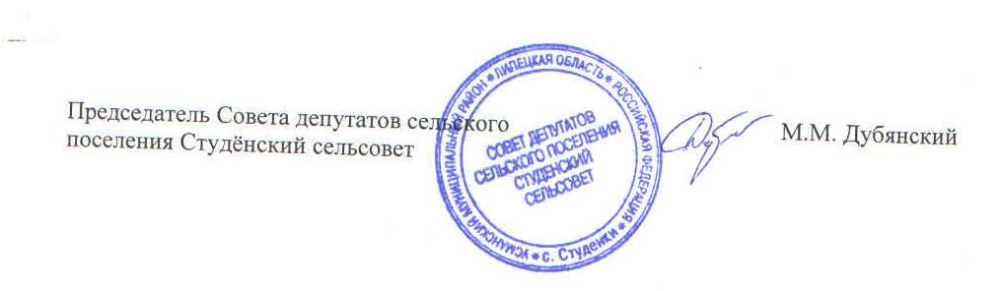 Председатель Совета депутатов сельского
поселения Студёнский сельсовет
УСМАНСКИЙ МУНИЦИПАЛЬНЫЙ РАЙОН * ЛИПЕЦКАЯ ОБЛАСТЬ * РОССИЙСКАЯ ФЕДЕРАЦИЯ *
с. Студенки *
СОВЕТ ДЕПУТАТОВ
СЕЛЬСКОГО ПОСЕЛЕНИЯ
СТУДЕНСКИЙ
СЕЛЬСОВЕТ
М.М. Дубянский